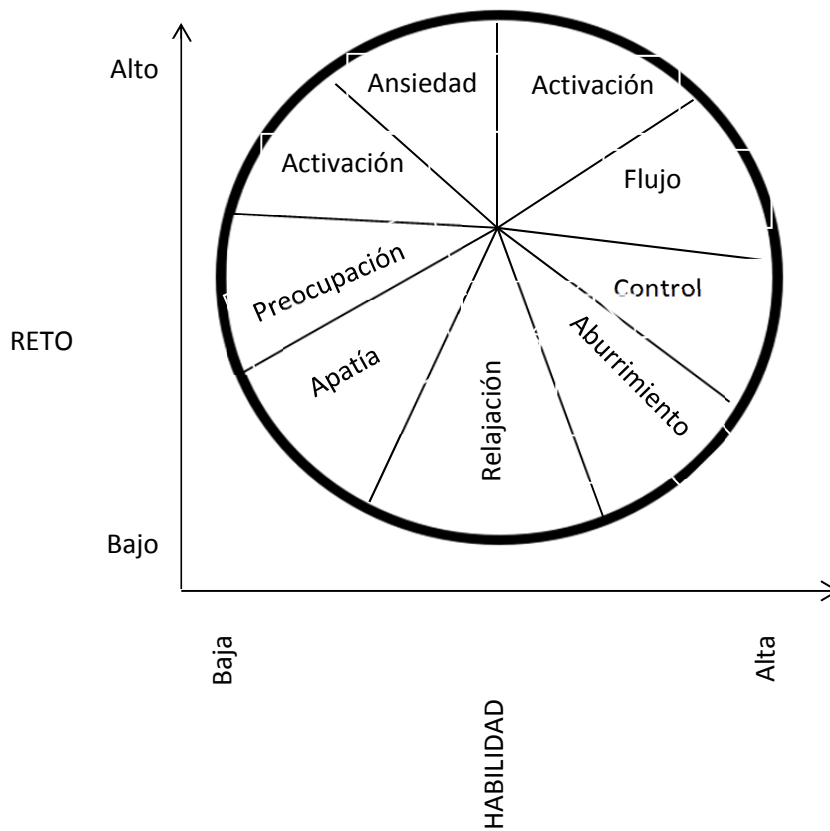 Alto
Ansiedad
Activación
Activación
Flujo
Preocupación
Control
RETO
Apatía
Relajación
Aburrimiento
Bajo
Baja
Alta
HABILIDAD